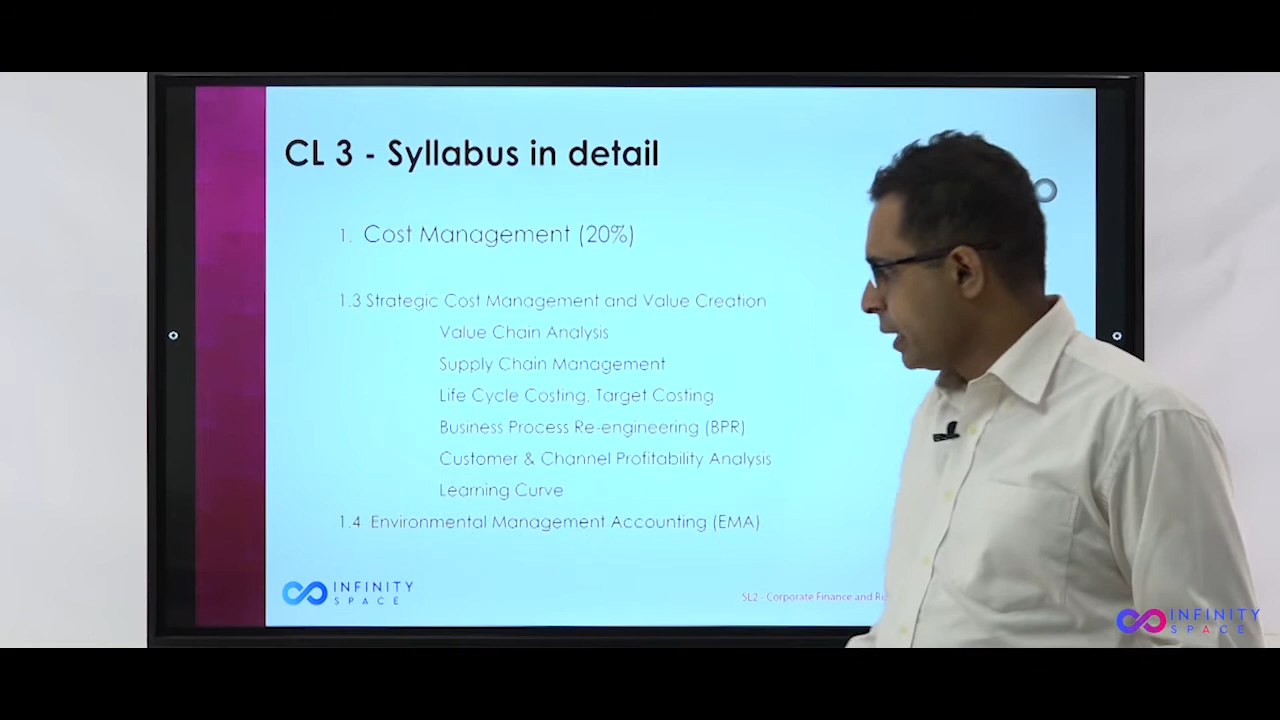 CL 3 - Syllabus in detail
1. Cost Management (20%)
1.3 Strategic Cost Management and Value Creation
Value Chain Analysis
Supply Chain Management
Life Cycle Costing, Target Costing
Business Process Re-engineering (BPR)
Customer & Channel Profitability Analysis
Learning Curve
1.4 Environmental Management Accounting (EMA)
INFINITY
SPACE
SL2 - Corporate Finance and
INFINITY
SPACE